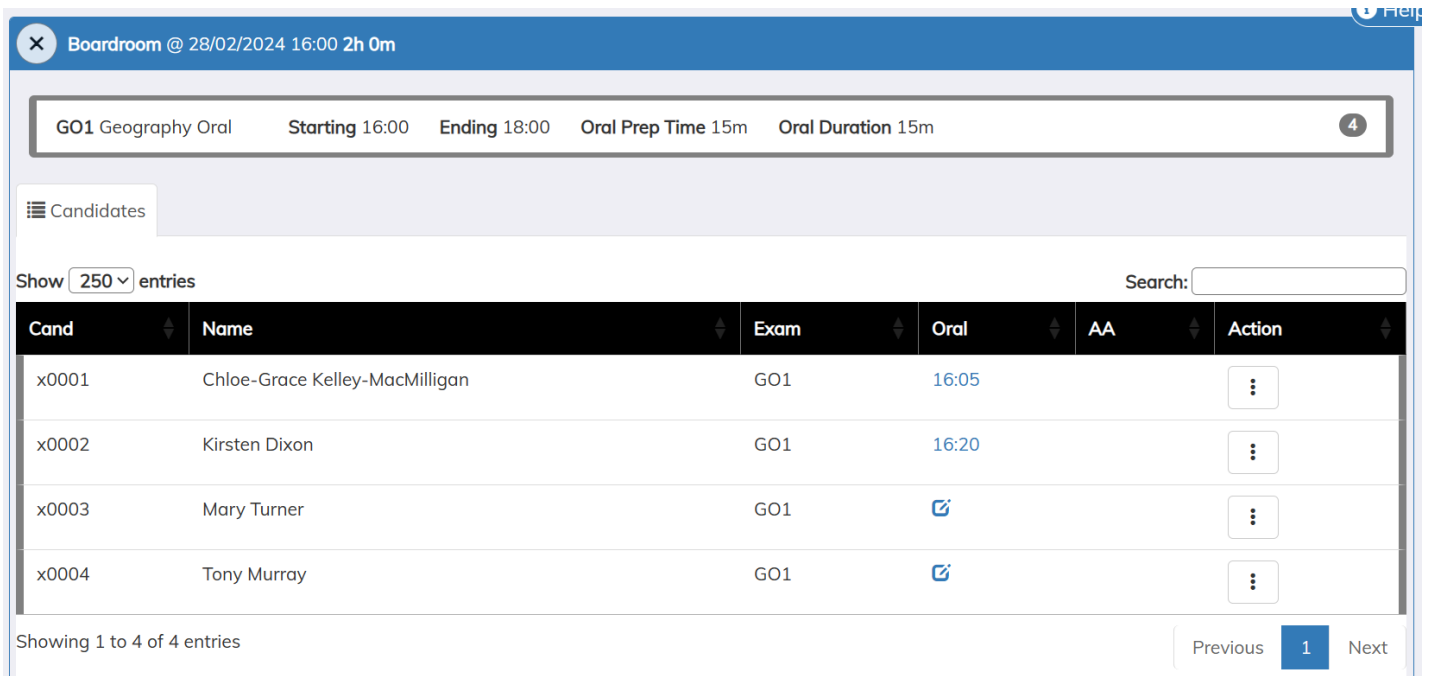 Help
Boardroom @ 28/02/2024 16:00 2h 0m
GO1 Geography Oral Starting 16:00 Ending 18:00 Oral Prep Time 15m Oral Duration 15m 4
Candidates
Show 250 entries Search:
Cand Name Exam Oral AA Action
x0001 Chloe-Grace Kelley-MacMilligan GO1 16:05
x0002 Kirsten Dixon GO1 16:20
x0003 Mary Turner GO1
x0004 Tony Murray GO1
Showing 1 to 4 of 4 entries Previous 1 Next